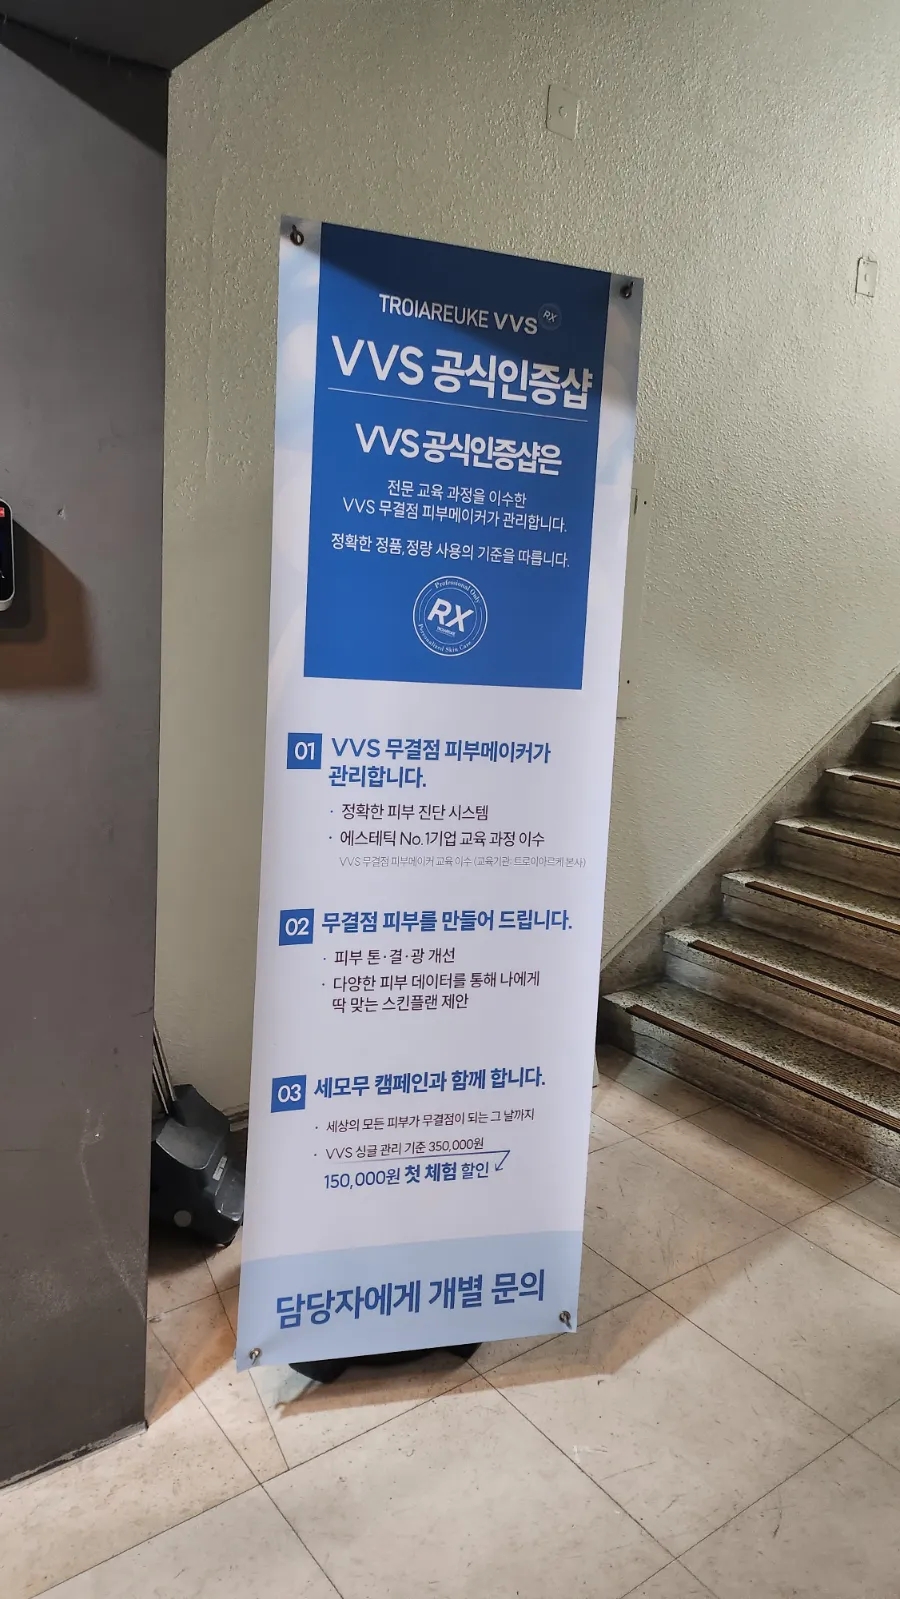 TROIAREUKE VVS RX
VVS 공식인증샵
VVS공식인증샵은
전문 교육 과정을 이수한
VVS 무결점 피부메이커가 관리합니다.
정확한 정품,정량 사용의 기준을 따릅니다.
Professional Only
RX
TROIAREUKE
Personalized Skin Care
01 VVS 무결점 피부메이커가
관리합니다.
· 정확한 피부 진단 시스템
· 에스테틱 No.1기업 교육 과정 이수
VVS 무결점 피부메이커 교육 이수 (교육기관: 트로이아르케 본사)
02 무결점 피부를 만들어 드립니다.
· 피부 톤·결·광 개선
· 다양한 피부 데이터를 통해 나에게
딱 맞는 스킨플랜 제안
03 세모무 캠페인과 함께 합니다.
· 세상의 모든 피부가 무결점이 되는 그 날까지
· VVS 싱글 관리 기준 350,000원
150,000원 첫 체험 할인
담당자에게 개별 문의